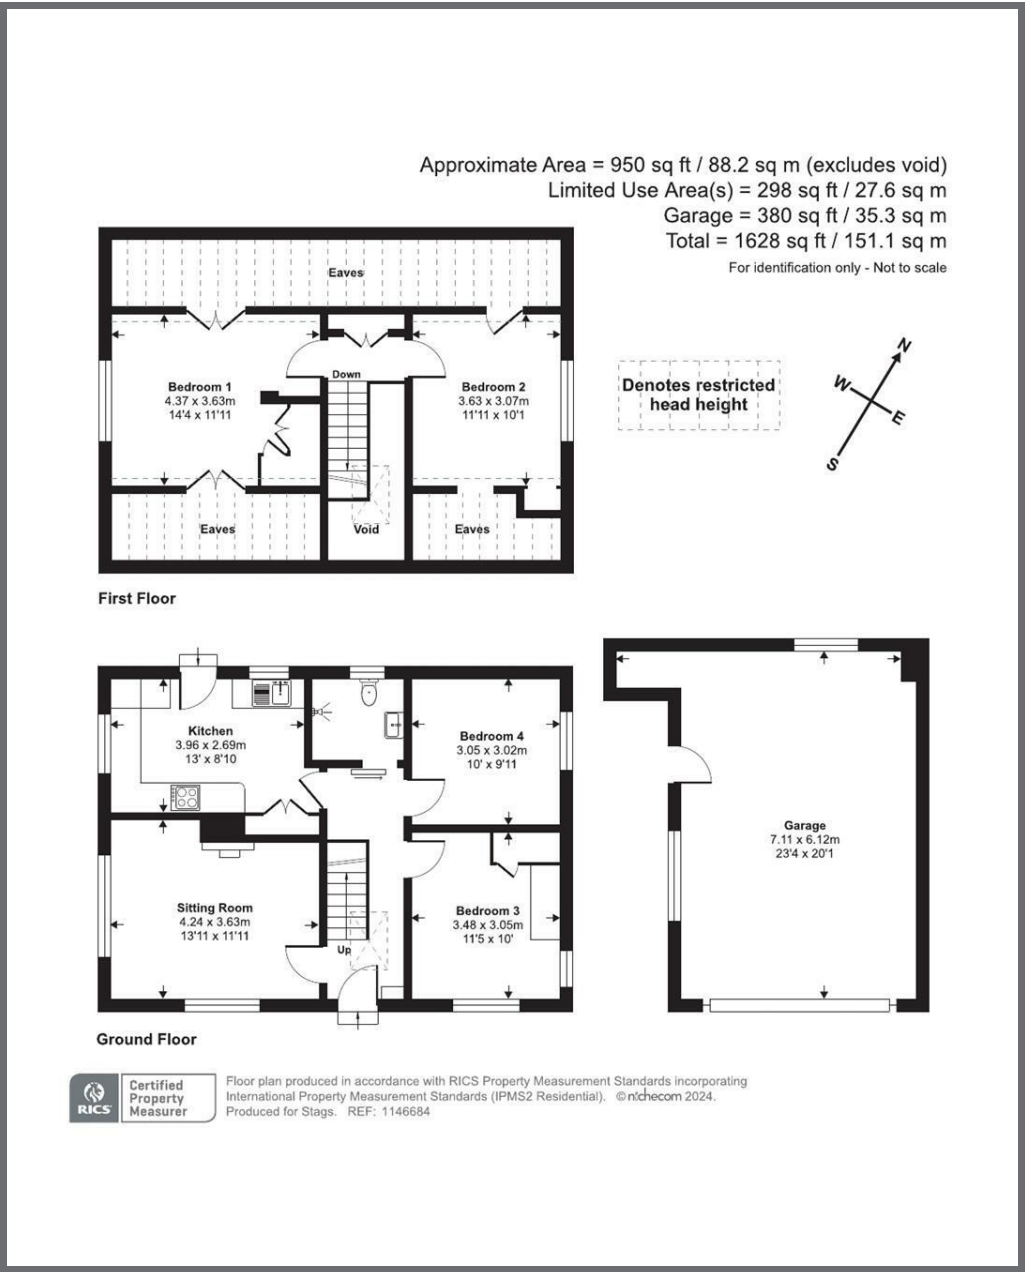 Approximate Area = 950 sq ft / 88.2 sq m (excludes void)
Limited Use Area(s) = 298 sq ft / 27.6 sq m
Garage = 380 sq ft / 35.3 sq m
Total = 1628 sq ft / 151.1 sq m
For identification only - Not to scale
Eaves
Down
Bedroom 1
4.37 x 3.63m
14'4 x 11'11
Bedroom 2
3.63 x 3.07m
11'11 x 10'1
Denotes restricted
head height
N
W
E
S
Eaves
Void
Eaves
First Floor
Kitchen
3.96 x 2.69m
13' x 8'10
Bedroom 4
3.05 x 3.02m
10' x 9'11
Garage
7.11 x 6.12m
23'4 x 20'1
Sitting Room
4.24 x 3.63m
13'11 x 11'11
Up
Bedroom 3
3.48 x 3.05m
11'5 x 10'
Ground Floor
RICS
Certified
Property
Measurer
Floor plan produced in accordance with RICS Property Measurement Standards incorporating
International Property Measurement Standards (IPMS2 Residential). © nichecom 2024.
Produced for Stags. REF: 1146684